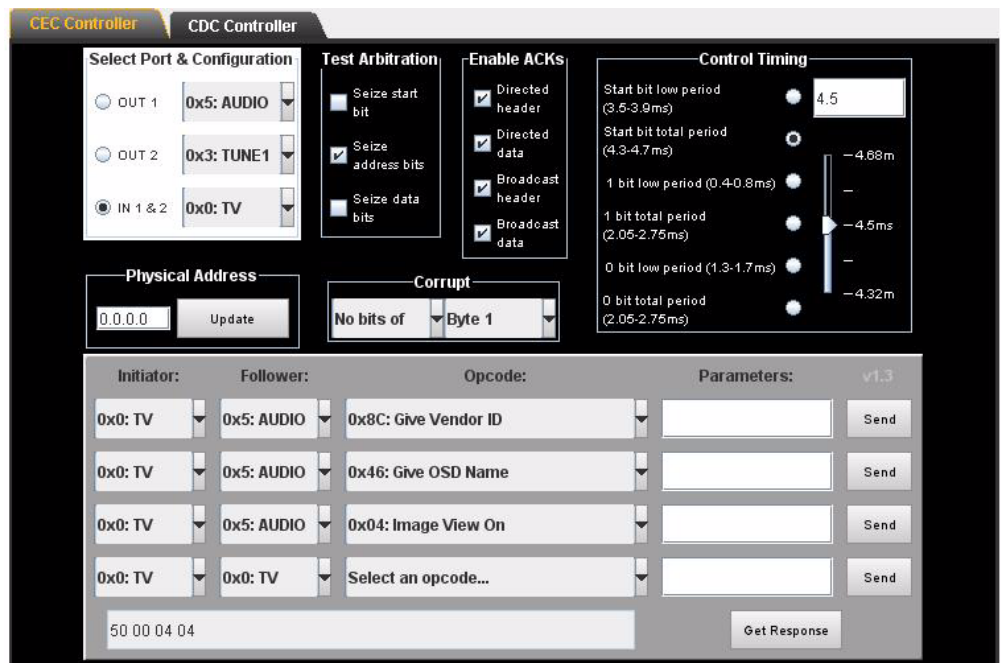 CEC Controller
CDC Controller
Select Port & Configuration
OUT 1
0x5: AUDIO
OUT 2
0x3: TUNE1
IN 1 & 2
0x0: TV
Test Arbitration
Seize start
bit
Seize
address bits
Seize data
bits
Enable ACKs
Directed
header
Directed
data
Broadcast
header
Broadcast
data
Control Timing
Start bit low period
(3.5-3.9ms)
4.5
Start bit total period
(4.3-4.7ms)
1 bit low period (0.4-0.8ms)
1 bit total period
(2.05-2.75ms)
0 bit low period (1.3-1.7ms)
0 bit total period
(2.05-2.75ms)
4.68m
4.5ms
4.32m
Physical Address
0.0.0.0
Update
Corrupt
No bits of
Byte 1
Initiator: Follower: Opcode: Parameters: v1.3
0x0: TV 0x5: AUDIO 0x8C: Give Vendor ID Send
0x0: TV 0x5: AUDIO 0x46: Give OSD Name Send
0x0: TV 0x5: AUDIO 0x04: Image View On Send
0x0: TV 0x0: TV Select an opcode... Send
50 00 04 04
Get Response